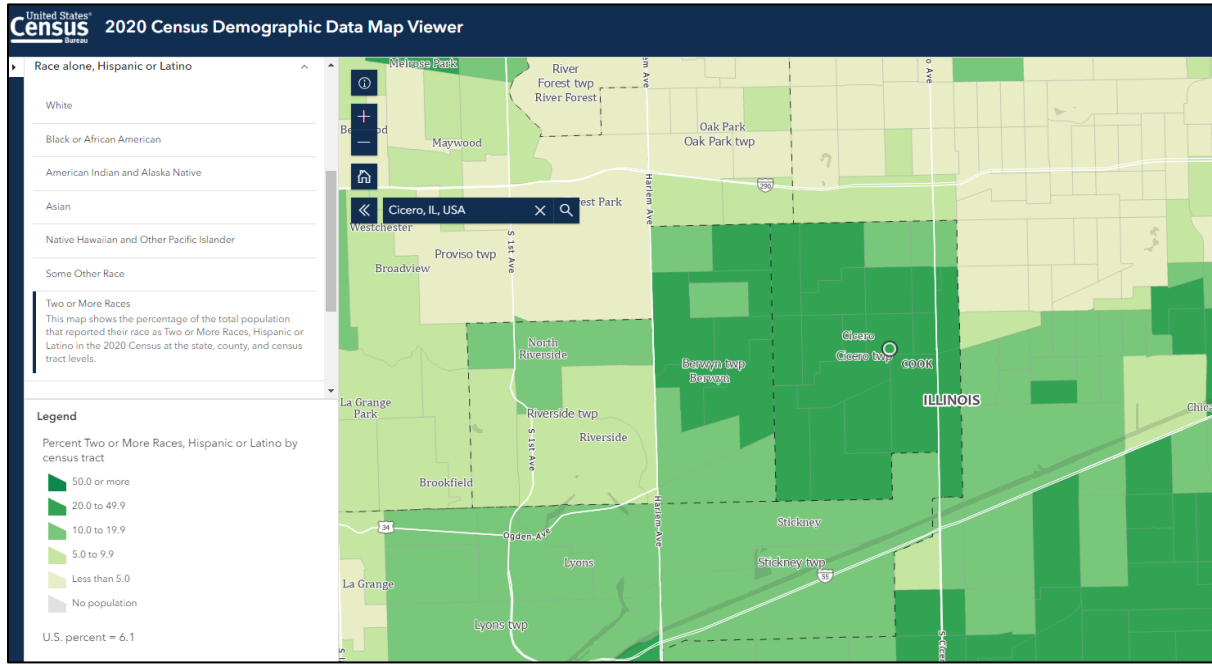 United States®
Census
Bureau
2020 Census Demographic Data Map Viewer
Race alone, Hispanic or Latino
White
Black or African American
American Indian and Alaska Native
Asian
Native Hawaiian and Other Pacific Islander
Some Other Race
Two or More Races
This map shows the percentage of the total population
that reported their race as Two or More Races, Hispanic or
Latino in the 2020 Census at the state, county, and census
tract levels.
Legend
Percent Two or More Races, Hispanic or Latino by
census tract
50.0 or more
20.0 to 49.9
10.0 to 19.9
5.0 to 9.9
Less than 5.0
No population
U.S. percent = 6.1
Cicero, IL, USA
Melrose Park
River
Forest twp
River Forest
Maywood
Oak Park
Oak Park twp
Harlem Ave
290
est Park
Westchester
Proviso twp
Broadview
S 1st Ave
North
Riverside
Cicero
Cicero twp
COOK
Berwyn twp
Berwyn
ILLINOIS
La Grange
Park
Riverside twp
Riverside
S 1st Ave
Brookfield
Harlem Ave
34
Ogden Ave
Stickney
Lyons
Stickney twp
55
La Grange
Lyons twp
S Cicer